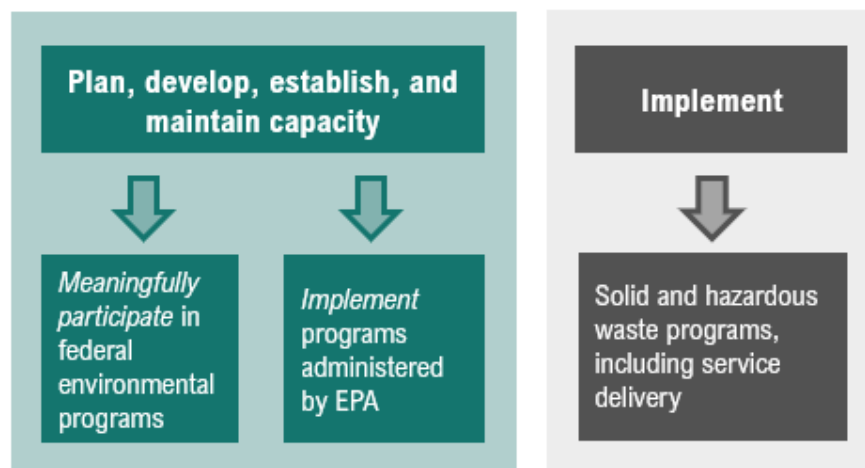 Plan, develop, establish, and
maintain capacity
Meaningfully
participate in
federal
environmental
programs
Implement
programs
administered
by EPA
Implement
Solid and hazardous
waste programs,
including service
delivery